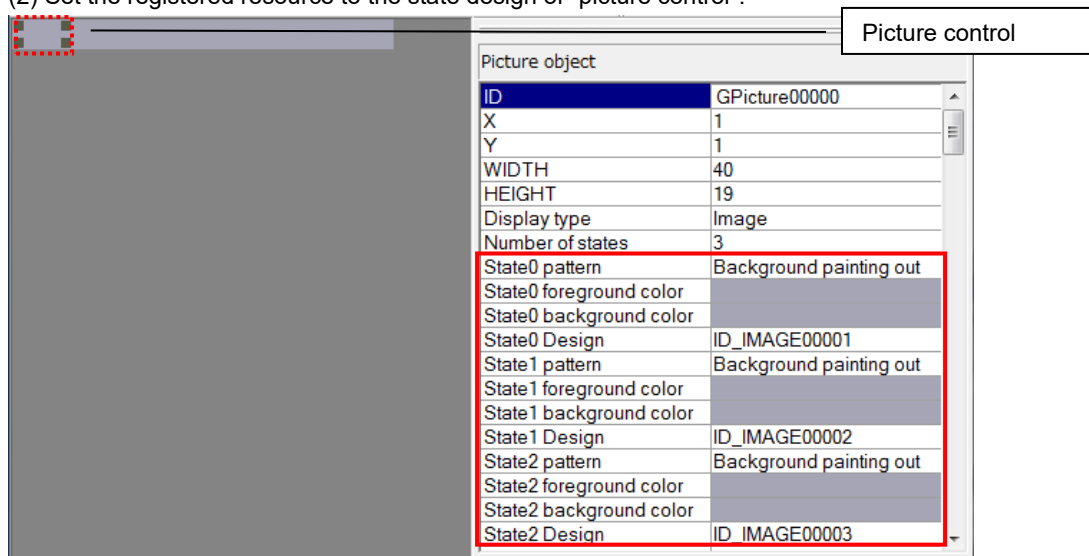 (2) Set the registered resource to the state design of "picture control".
Picture control
Picture object
ID GPicture00000
X 1
Y 1
WIDTH 40
HEIGHT 19
Display type Image
Number of states 3
State0 pattern Background painting out
State0 foreground color
State0 background color
State0 Design ID_IMAGE00001
State1 pattern Background painting out
State1 foreground color
State1 background color
State1 Design ID_IMAGE00002
State2 pattern Background painting out
State2 foreground color
State2 background color
State2 Design ID_IMAGE00003